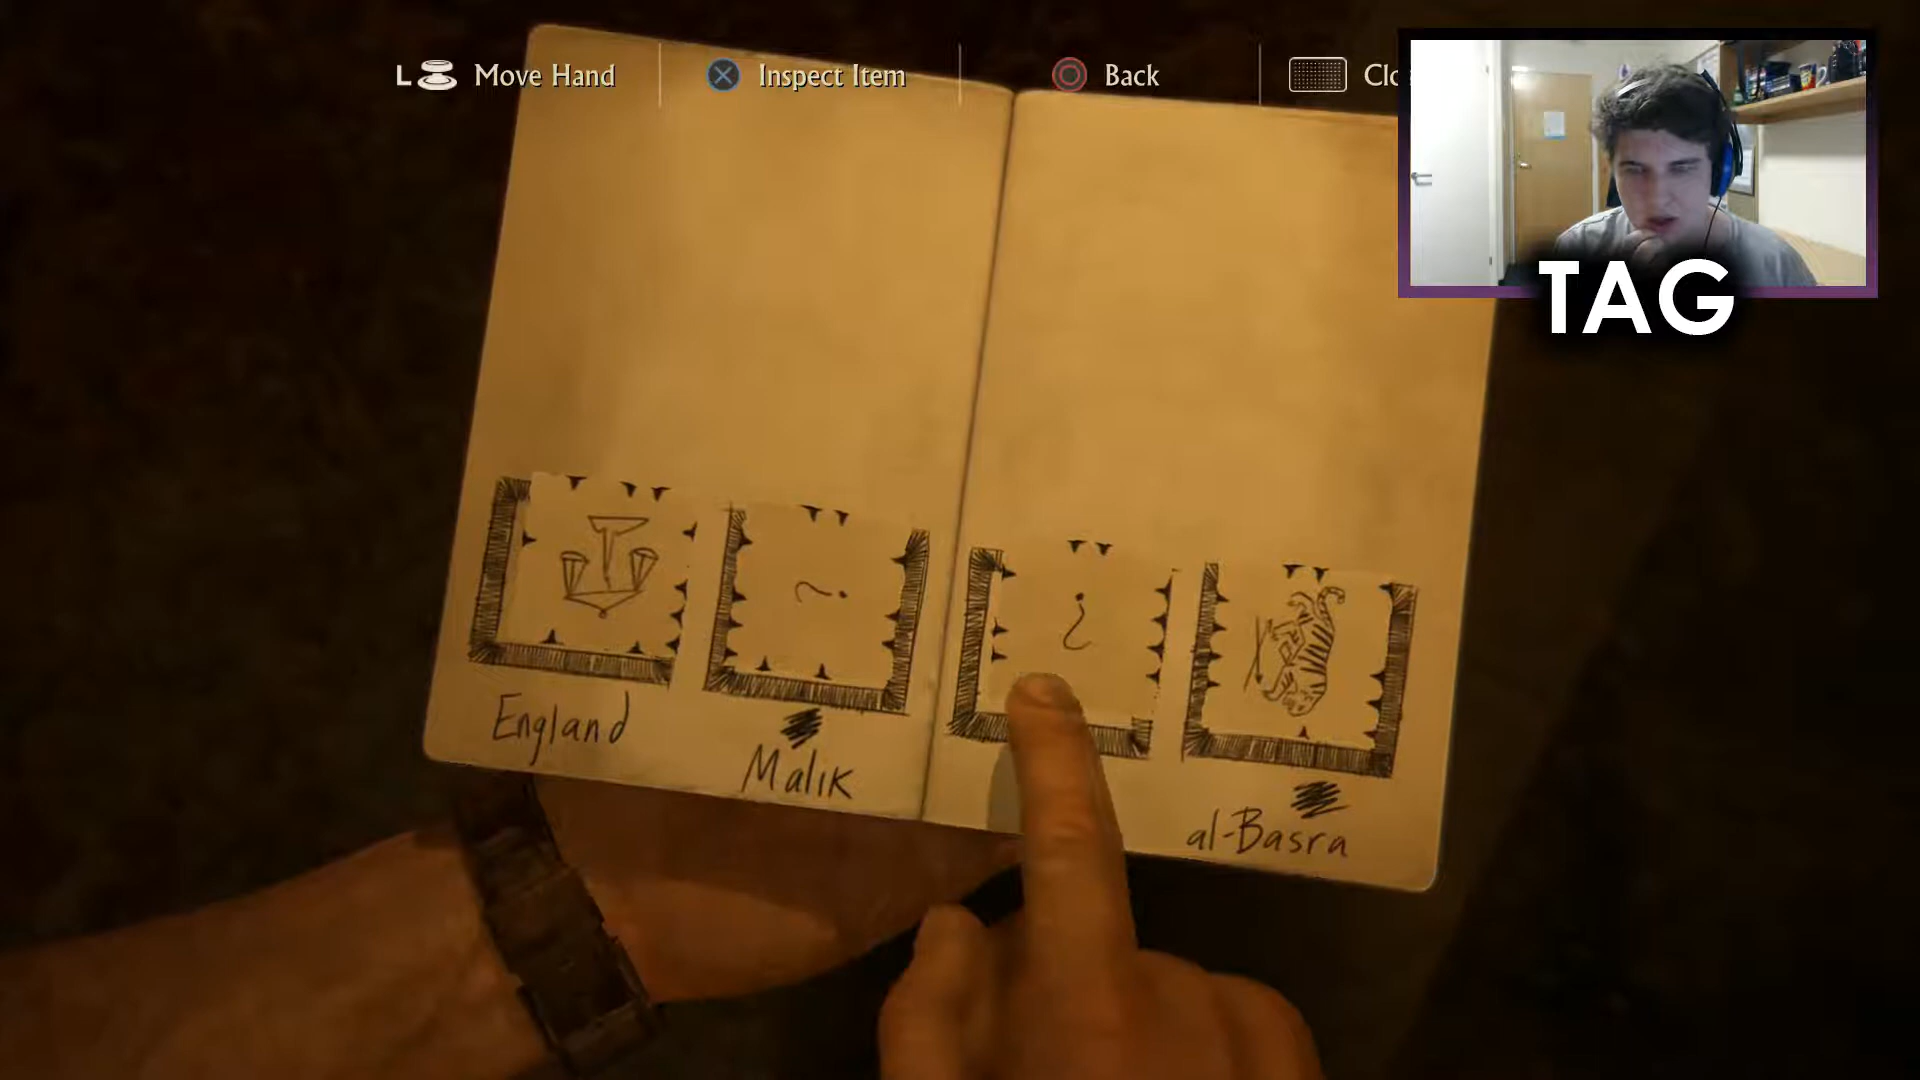 L Move Hand
Inspect Item
Back
Clo
TAG
?
?
England
Malik
al-Basra